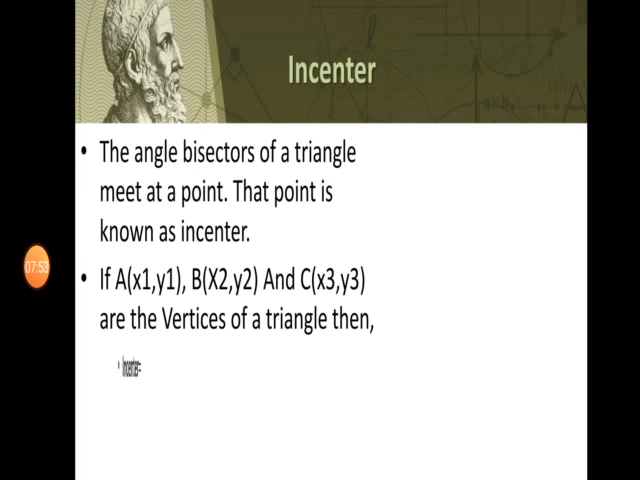 Incenter
• The angle bisectors of a triangle
meet at a point. That point is
known as incenter.
• If A(x1,y1), B(X2,y2) And C(x3,y3)
are the Vertices of a triangle then,
• Incenter=
07:53